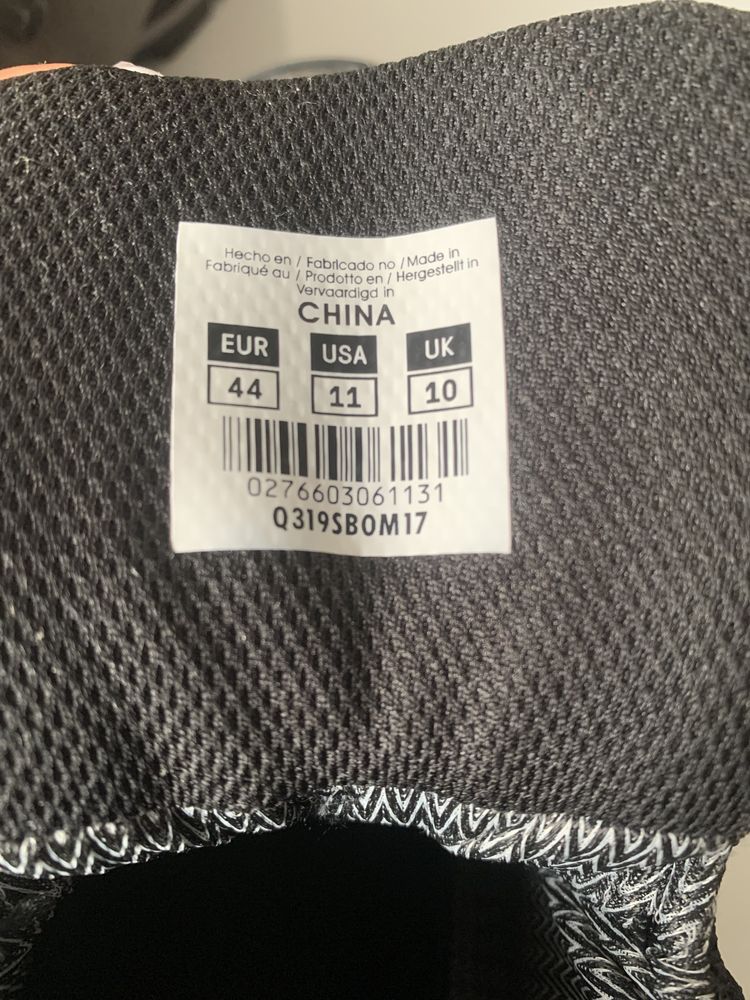 Hecho en / Fabricado no / Made in
Fabriqué au / Prodotto en / Hergestellt in
Vervaardigd in
CHINA
EUR USA UK
44 11 10
0276603061131
Q319SBOM17